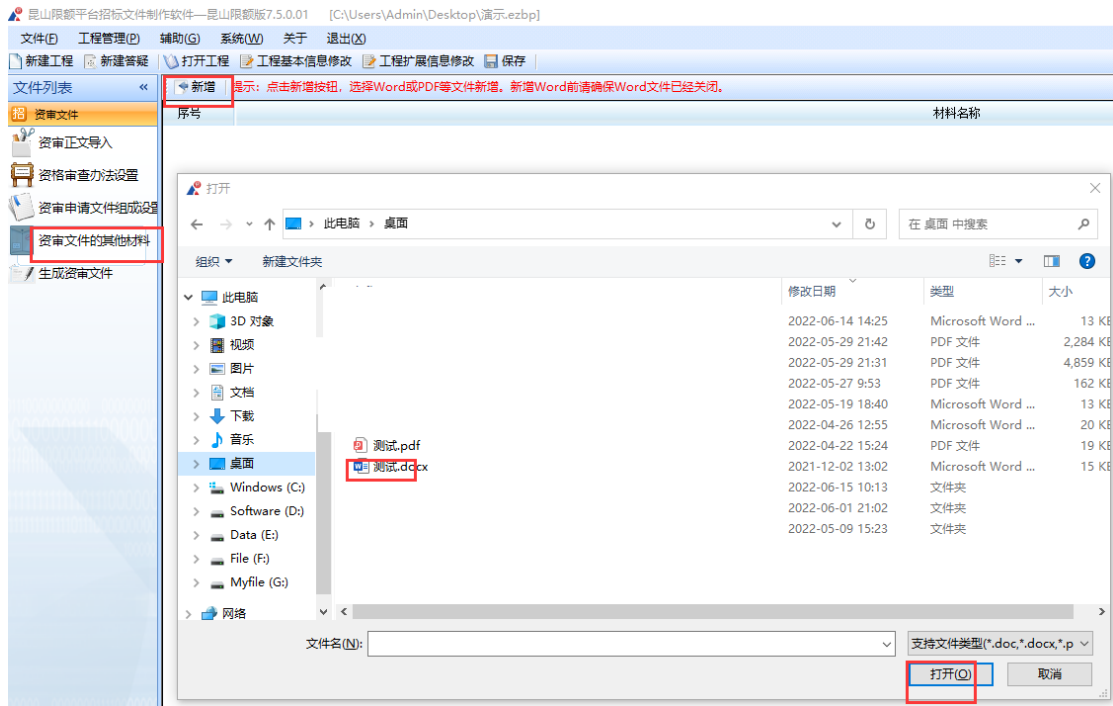 昆山限额平台招标文件制作软件—昆山限额版7.5.0.01 [C:\Users\Admin\Desktop\演示.ezbp]
文件(F) 工程管理(P) 辅助(G) 系统(W) 关于 退出(X)
新建工程 新建答疑 打开工程 工程基本信息修改 工程扩展信息修改 保存
文件列表 « 新增 提示：点击新增按钮，选择Word或PDF等文件新增。新增Word前请确保Word文件已经关闭。
招 资审文件 序号 材料名称
资审正文导入
资格审查办法设置
资审申请文件组成设置
资审文件的其他材料
生成资审文件
打开
此电脑 › 桌面 在 桌面 中搜索
组织 新建文件夹
修改日期 类型 大小
此电脑
3D 对象 2022-06-14 14:25 Microsoft Word ... 13 KB
视频 2022-05-29 21:42 PDF 文件 2,284 KB
图片 2022-05-29 21:31 PDF 文件 4,859 KB
文档 2022-05-27 9:53 PDF 文件 162 KB
下载 2022-05-19 18:40 Microsoft Word ... 13 KB
音乐 2022-04-26 12:55 Microsoft Word ... 20 KB
测试.pdf 2022-04-22 15:24 PDF 文件 19 KB
桌面 测试.docx 2021-12-02 13:02 Microsoft Word ... 15 KB
Windows (C:) 2022-06-15 10:13 文件夹
Software (D:) 2022-06-01 21:02 文件夹
Data (E:) 2022-05-09 15:23 文件夹
File (F:)
Myfile (G:)
网络
文件名(N): 支持文件类型(*.doc,*.docx,*.p
打开(O) 取消